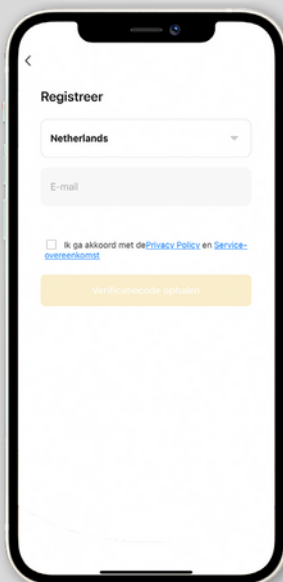 Registreer
Netherlands
E-mail
Ik ga akkoord met dePrivacy Policy en Service-
overeenkomst
Verificatiecode ophalen